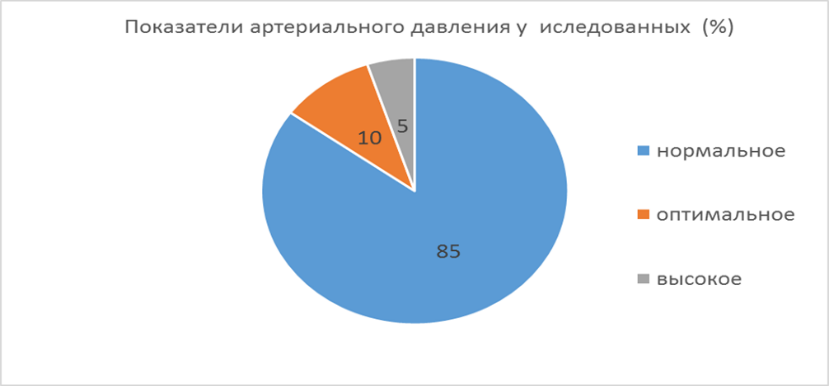 Показатели артериального давления у иследованных (%)
5
10
85
нормальное
оптимальное
высокое